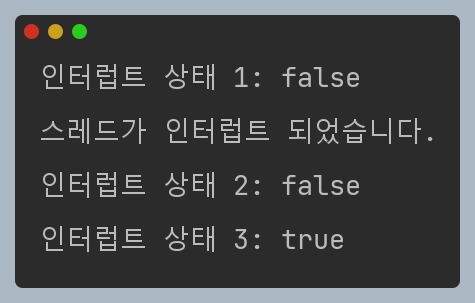 인터럽트 상태 1: false
스레드가 인터럽트 되었습니다.
인터럽트 상태 2: false
인터럽트 상태 3: true